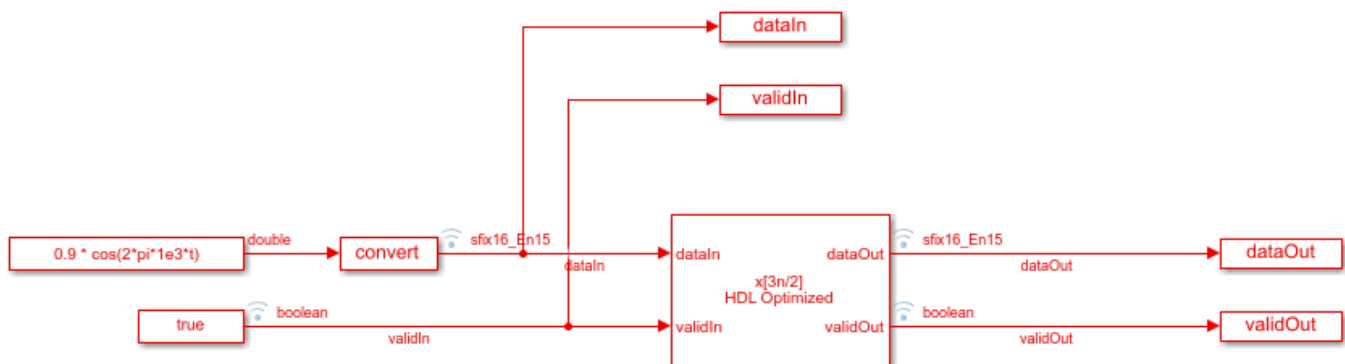 dataIn
validIn
0.9 * cos(2*pi*1e3*t)
double
convert
sfix16_En15
dataIn
true
boolean
validIn
dataIn
validIn
x[3n/2]
HDL Optimized
dataOut
validOut
sfix16_En15
dataOut
boolean
validOut
dataOut
validOut